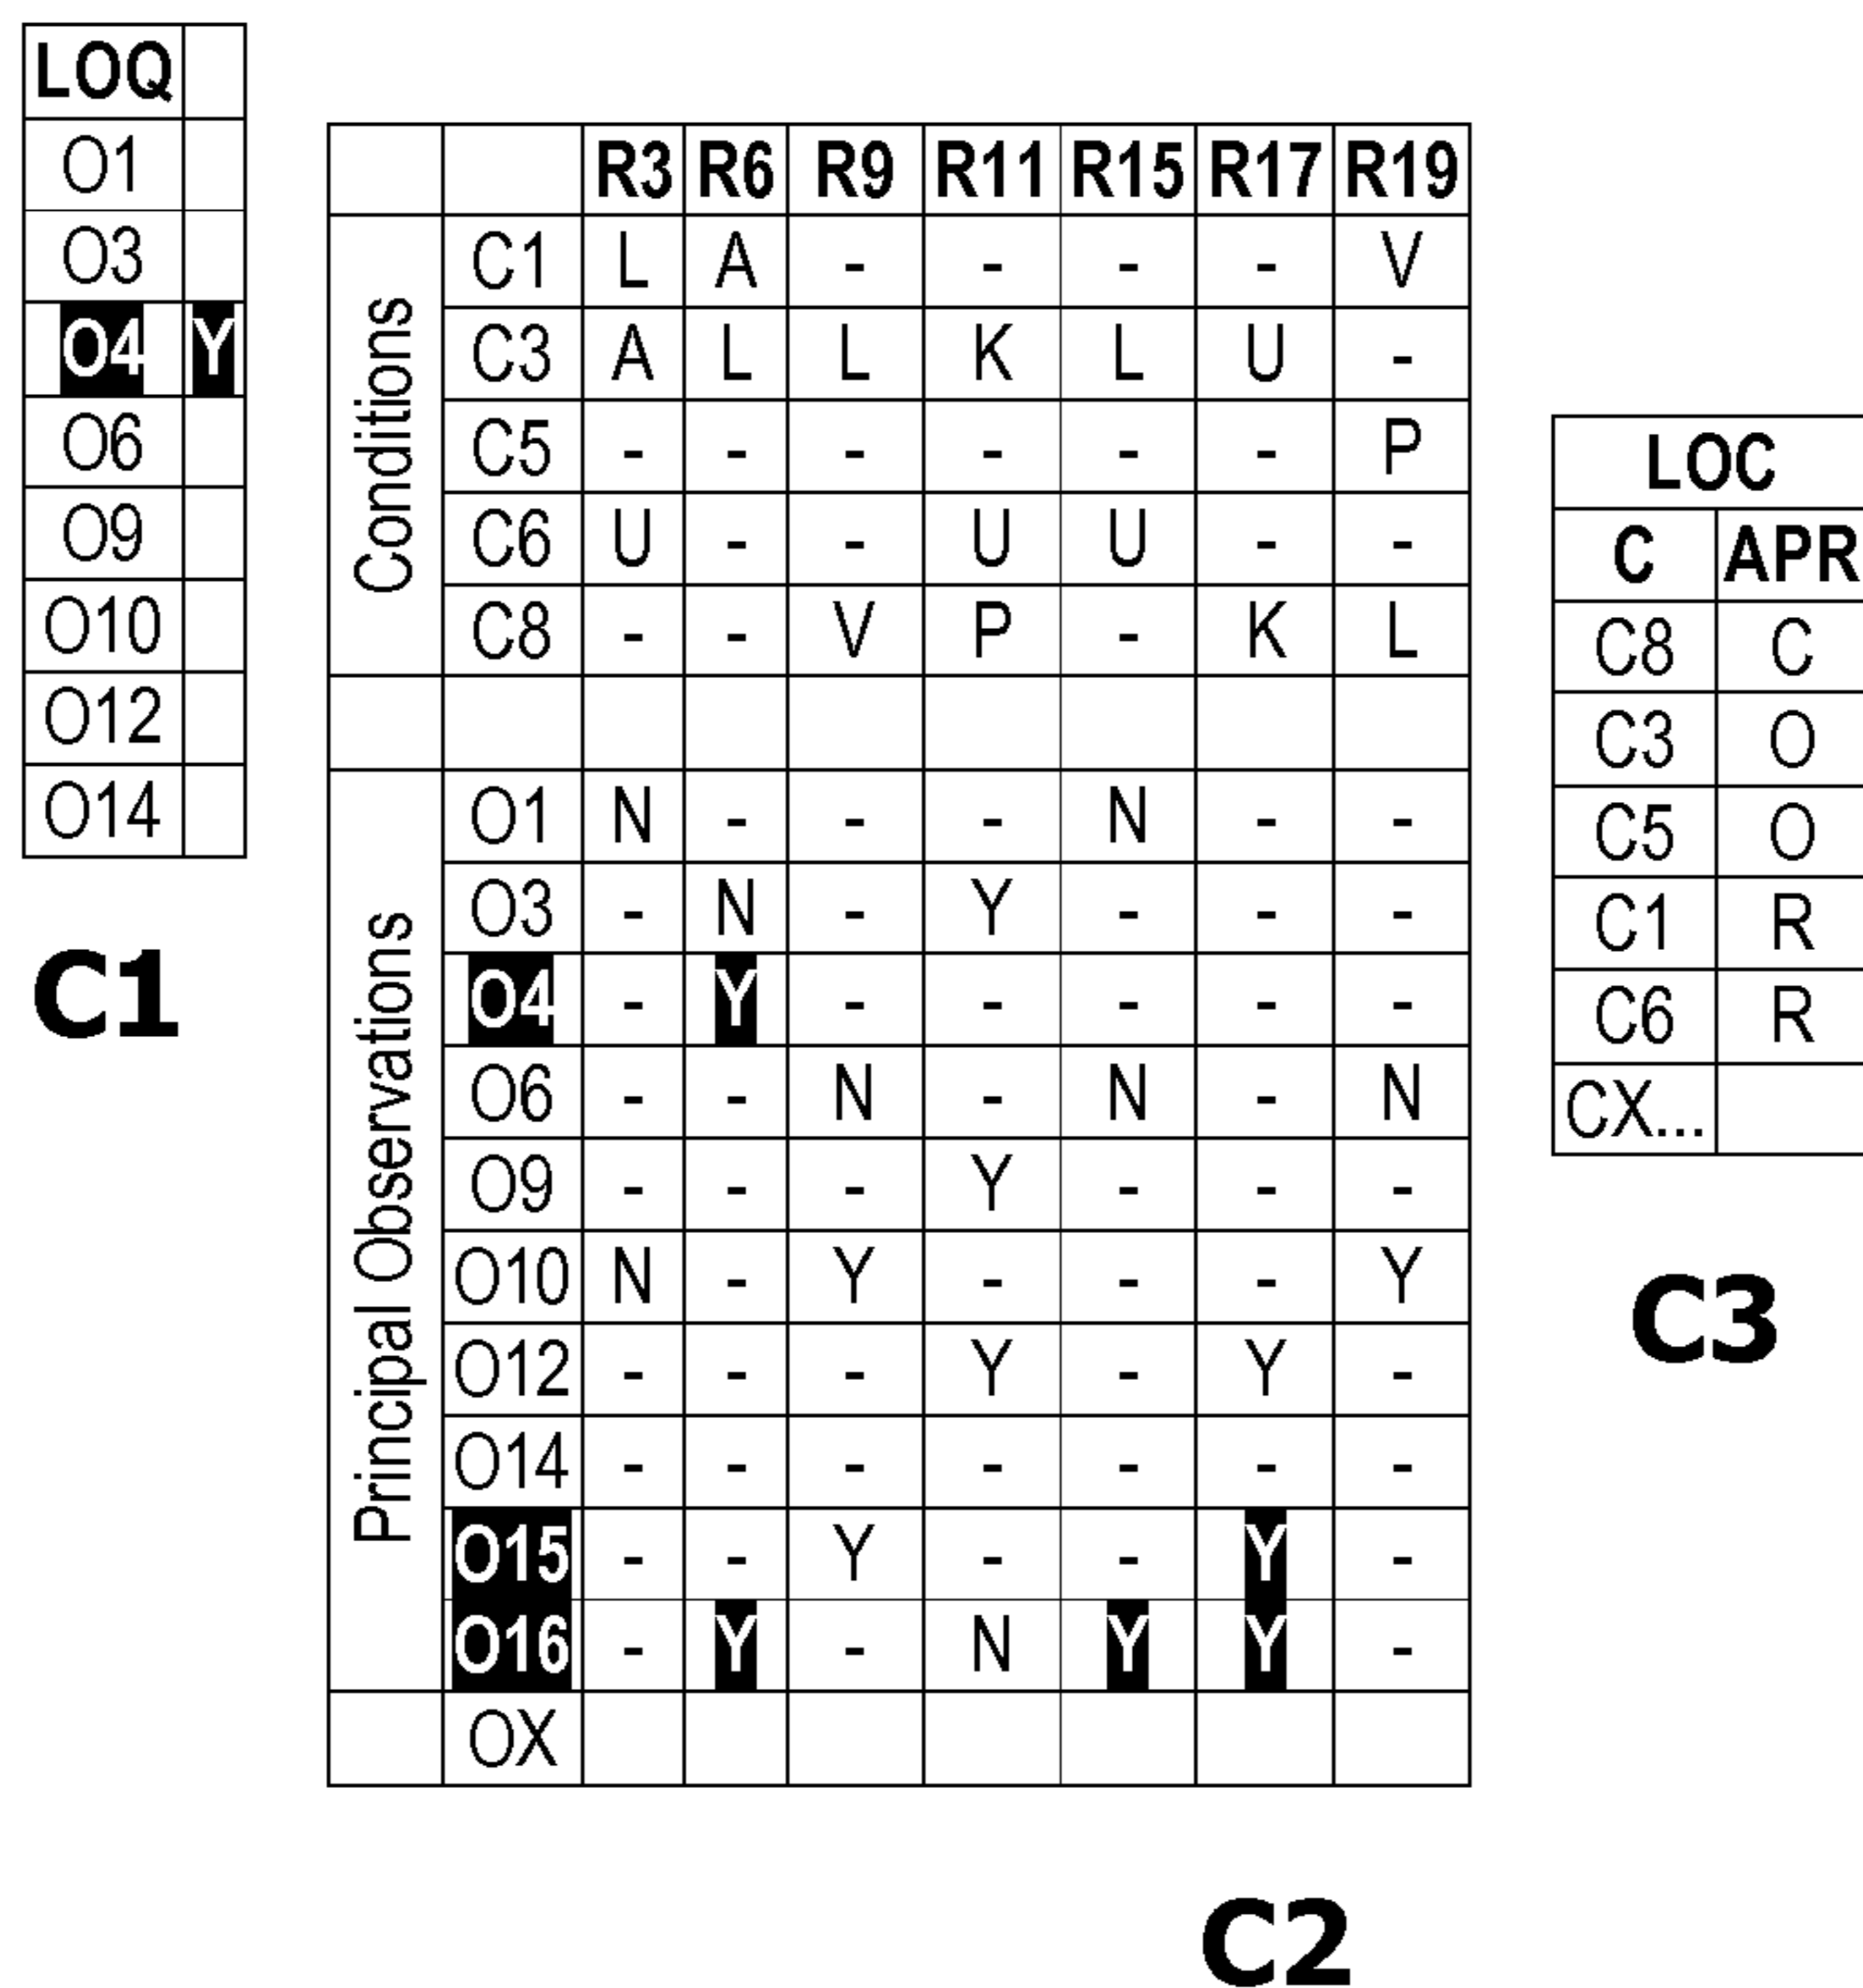 LOQ
O1
O3
O4 Y
O6
O9
O10
O12
O14
C1
R3 R6 R9 R11 R15 R17 R19
Conditions
C1 L A - - - - V
C3 A L L K L U -
C5 - - - - - - P
C6 U - - U U - -
C8 - - V P - K L
Principal Observations
O1 N - - - N - -
O3 - N - Y - - -
O4 - Y - - - - -
O6 - - N - N - N
O9 - - - Y - - -
O10 N - Y - - - Y
O12 - - - Y - Y -
O14 - - - - - - -
O15 - - Y - - Y -
O16 - Y - N Y Y -
OX
C2
LOC
C APR
C8 C
C3 O
C5 O
C1 R
C6 R
CX...
C3